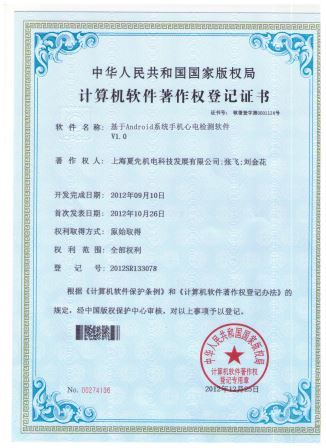 中华人民共和国国家版权局
计算机软件著作权登记证书
证书号： 软著登字第0501124号
软件名称： 基于Android系统手机心电检测软件
V1.0
著作权人： 上海夏先机电科技发展有限公司;张飞;刘金花
开发完成日期： 2012年09月10日
首次发表日期： 2012年10月26日
权利取得方式： 原始取得
权利范围： 全部权利
登记号： 2012SR133078
根据《计算机软件保护条例》和《计算机软件著作权登记办法》的
规定，经中国版权保护中心审核，对以上事项予以登记。
中华人民共和国国家版权局
计算机软件著作权
登记专用章
No. 00274136
2012年12月25日